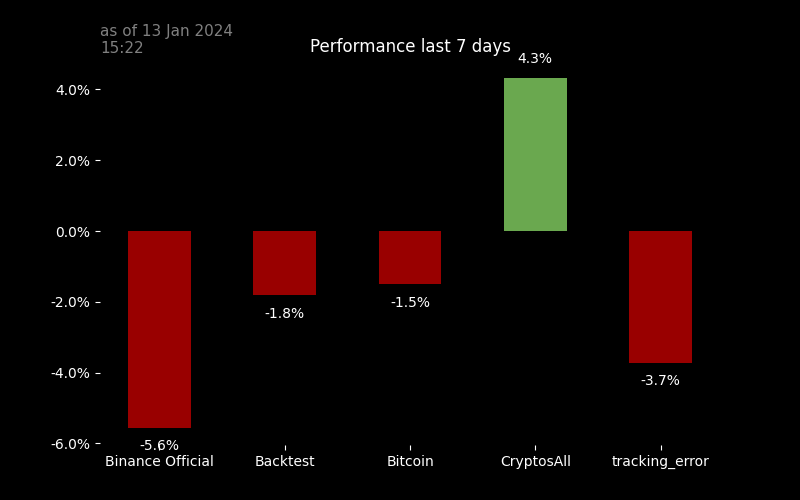 as of 13 Jan 2024
15:22
Performance last 7 days
4.3%
4.0%
2.0%
0.0%
-2.0%
-4.0%
-6.0%
-1.8%
-1.5%
-3.7%
-5.6%
Binance Official
Backtest
Bitcoin
CryptosAll
tracking_error